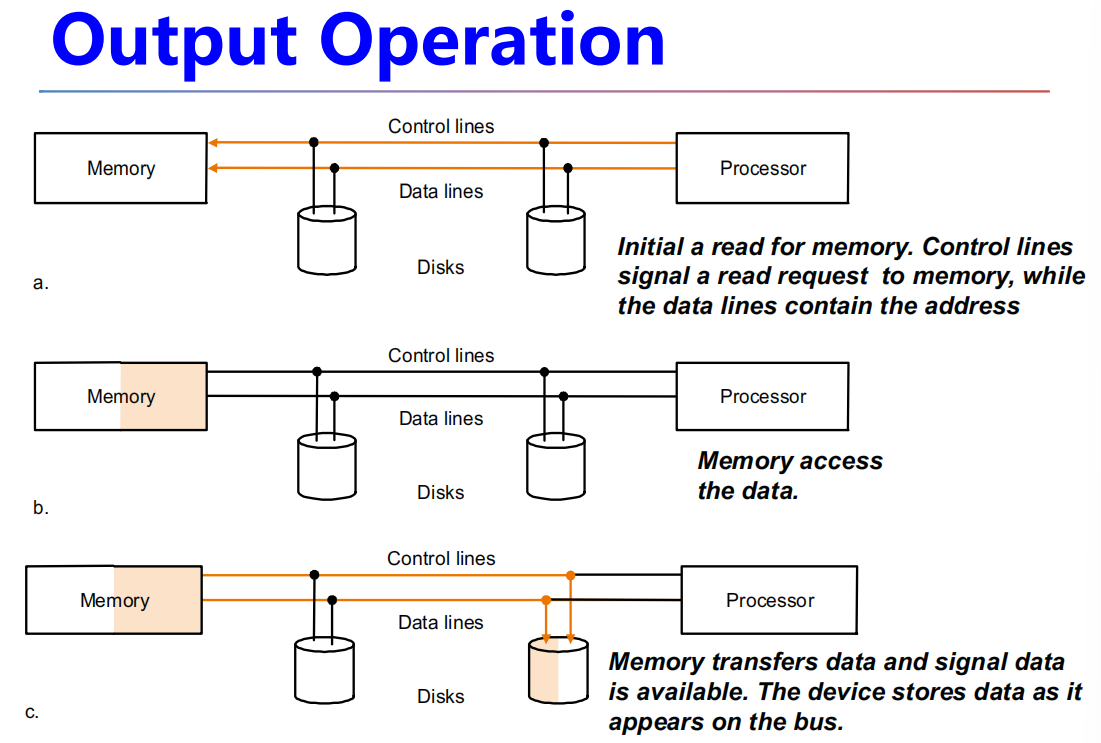 Output Operation
Control lines
Memory
Processor
Data lines
Disks
Initial a read for memory. Control lines
signal a read request to memory, while
the data lines contain the address
a.
Control lines
Memory
Processor
Data lines
Memory access
the data.
Disks
b.
Control lines
Memory
Processor
Data lines
Memory transfers data and signal data
is available. The device stores data as it
appears on the bus.
Disks
c.